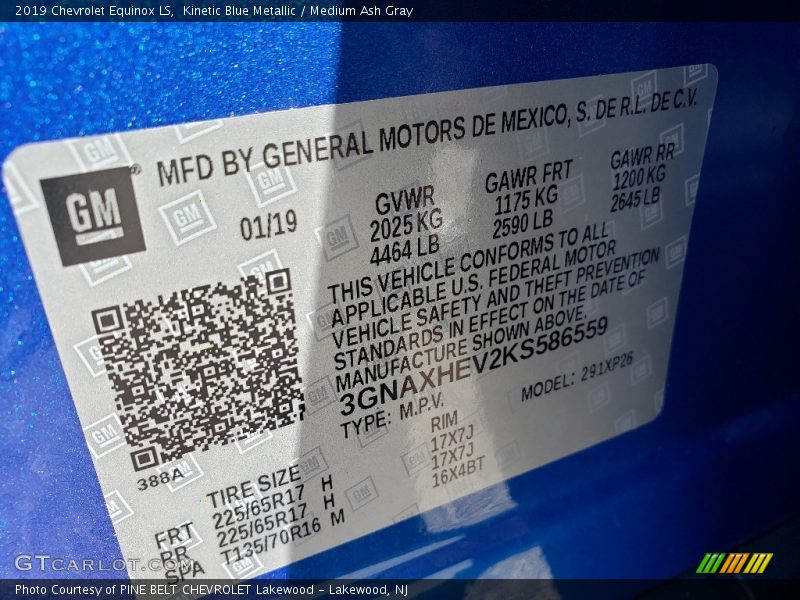 2019 Chevrolet Equinox LS,  Kinetic Blue Metallic / Medium Ash Gray
MFD BY GENERAL MOTORS DE MEXICO, S. DE R.L. DE C.V.
GM
01/19
GVWR
2025 KG
4464 LB
GAWR FRT
1175 KG
2590 LB
GAWR RR
1200 KG
2645 LB
THIS VEHICLE CONFORMS TO ALL
APPLICABLE U.S. FEDERAL MOTOR
VEHICLE SAFETY AND THEFT PREVENTION
STANDARDS IN EFFECT ON THE DATE OF
MANUFACTURE SHOWN ABOVE.
3GNAXHEV2KS586559
TYPE: M.P.V.
MODEL: 291XP26
388A
TIRE SIZE
RIM
FRT 225/65R17 H 17X7J
RR 225/65R17 H 17X7J
SPA T135/70R16 M 16X4BT
GTCARLOT.COM
Photo Courtesy of PINE BELT CHEVROLET Lakewood - Lakewood, NJ